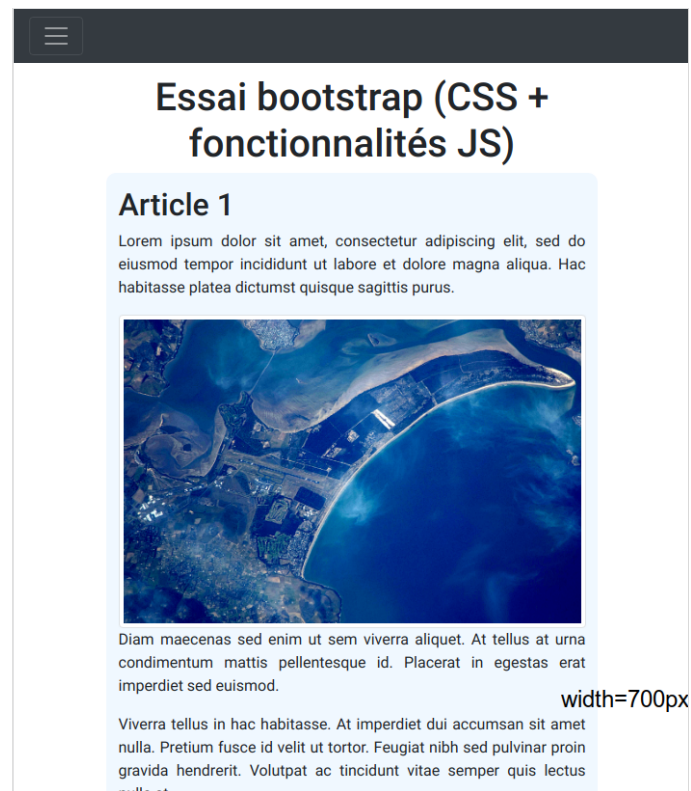 Essai bootstrap (CSS +
fonctionnalités JS)
Article 1
Lorem ipsum dolor sit amet, consectetur adipiscing elit, sed do
eiusmod tempor incididunt ut labore et dolore magna aliqua. Hac
habitasse platea dictumst quisque sagittis purus.
Diam maecenas sed enim ut sem viverra aliquet. At tellus at urna
condimentum mattis pellentesque id. Placerat in egestas erat
imperdiet sed euismod.
width=700px
Viverra tellus in hac habitasse. At imperdiet dui accumsan sit amet
nulla. Pretium fusce id velit ut tortor. Feugiat nibh sed pulvinar proin
gravida hendrerit. Volutpat ac tincidunt vitae semper quis lectus